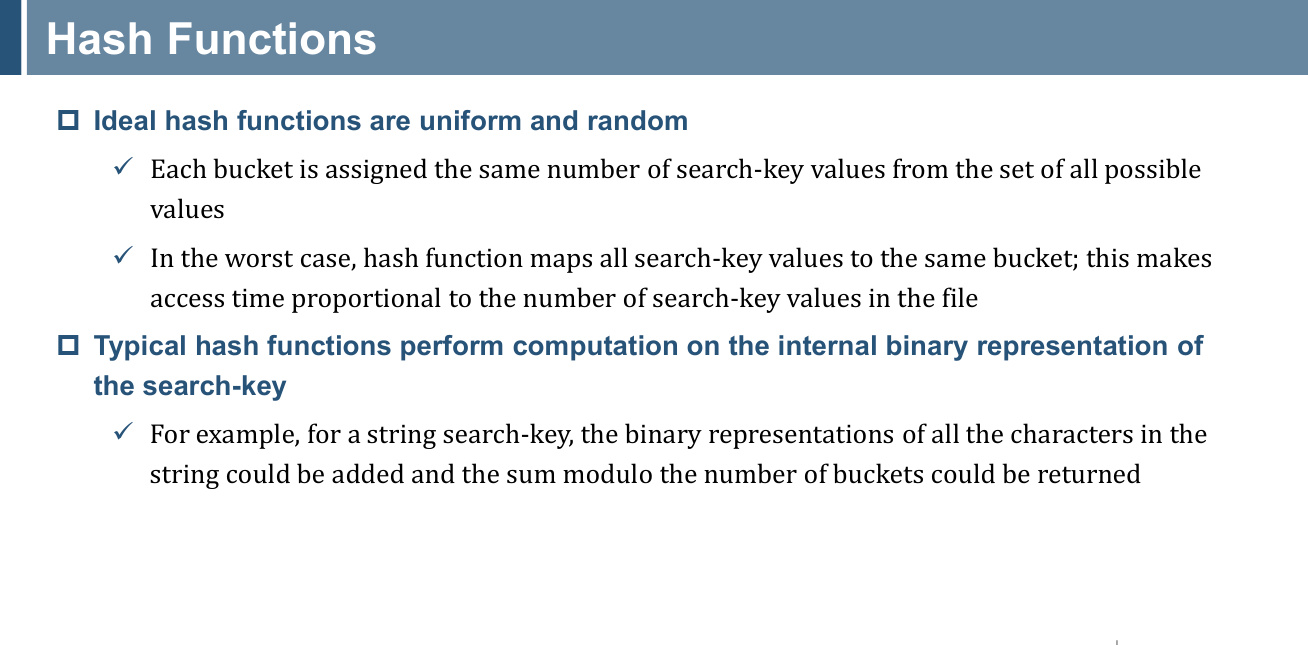 Hash Functions
Ideal hash functions are uniform and random
Each bucket is assigned the same number of search-key values from the set of all possible
values
In the worst case, hash function maps all search-key values to the same bucket; this makes
access time proportional to the number of search-key values in the file
Typical hash functions perform computation on the internal binary representation of
the search-key
For example, for a string search-key, the binary representations of all the characters in the
string could be added and the sum modulo the number of buckets could be returned